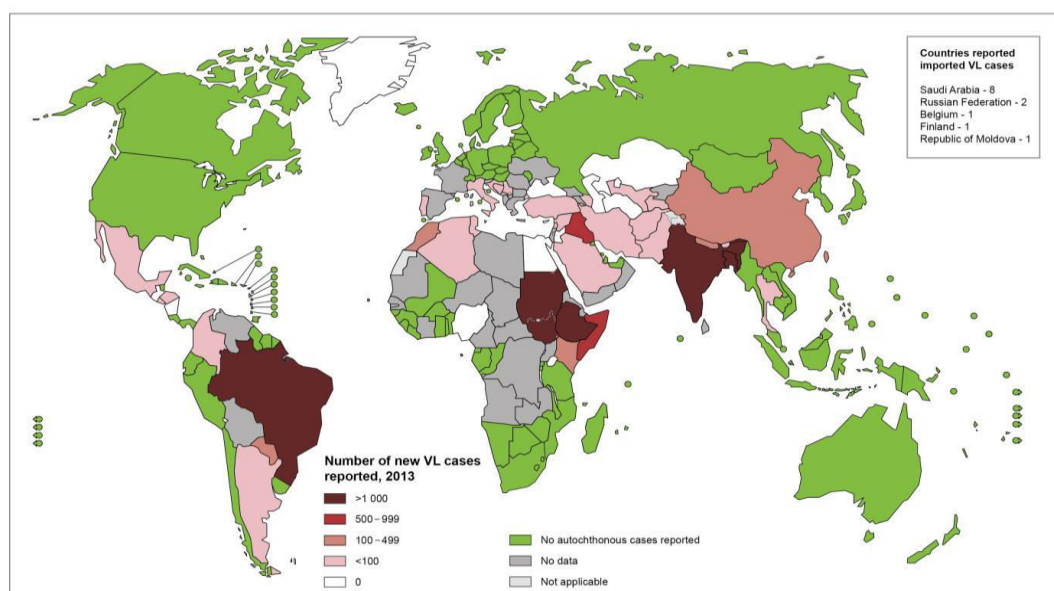 Countries reported
imported VL cases
Saudi Arabia - 8
Russian Federation - 2
Belgium - 1
Finland - 1
Republic of Moldova - 1
Number of new VL cases
reported, 2013
>1 000
500–999
100–499
<100
0
No autochthonous cases reported
No data
Not applicable